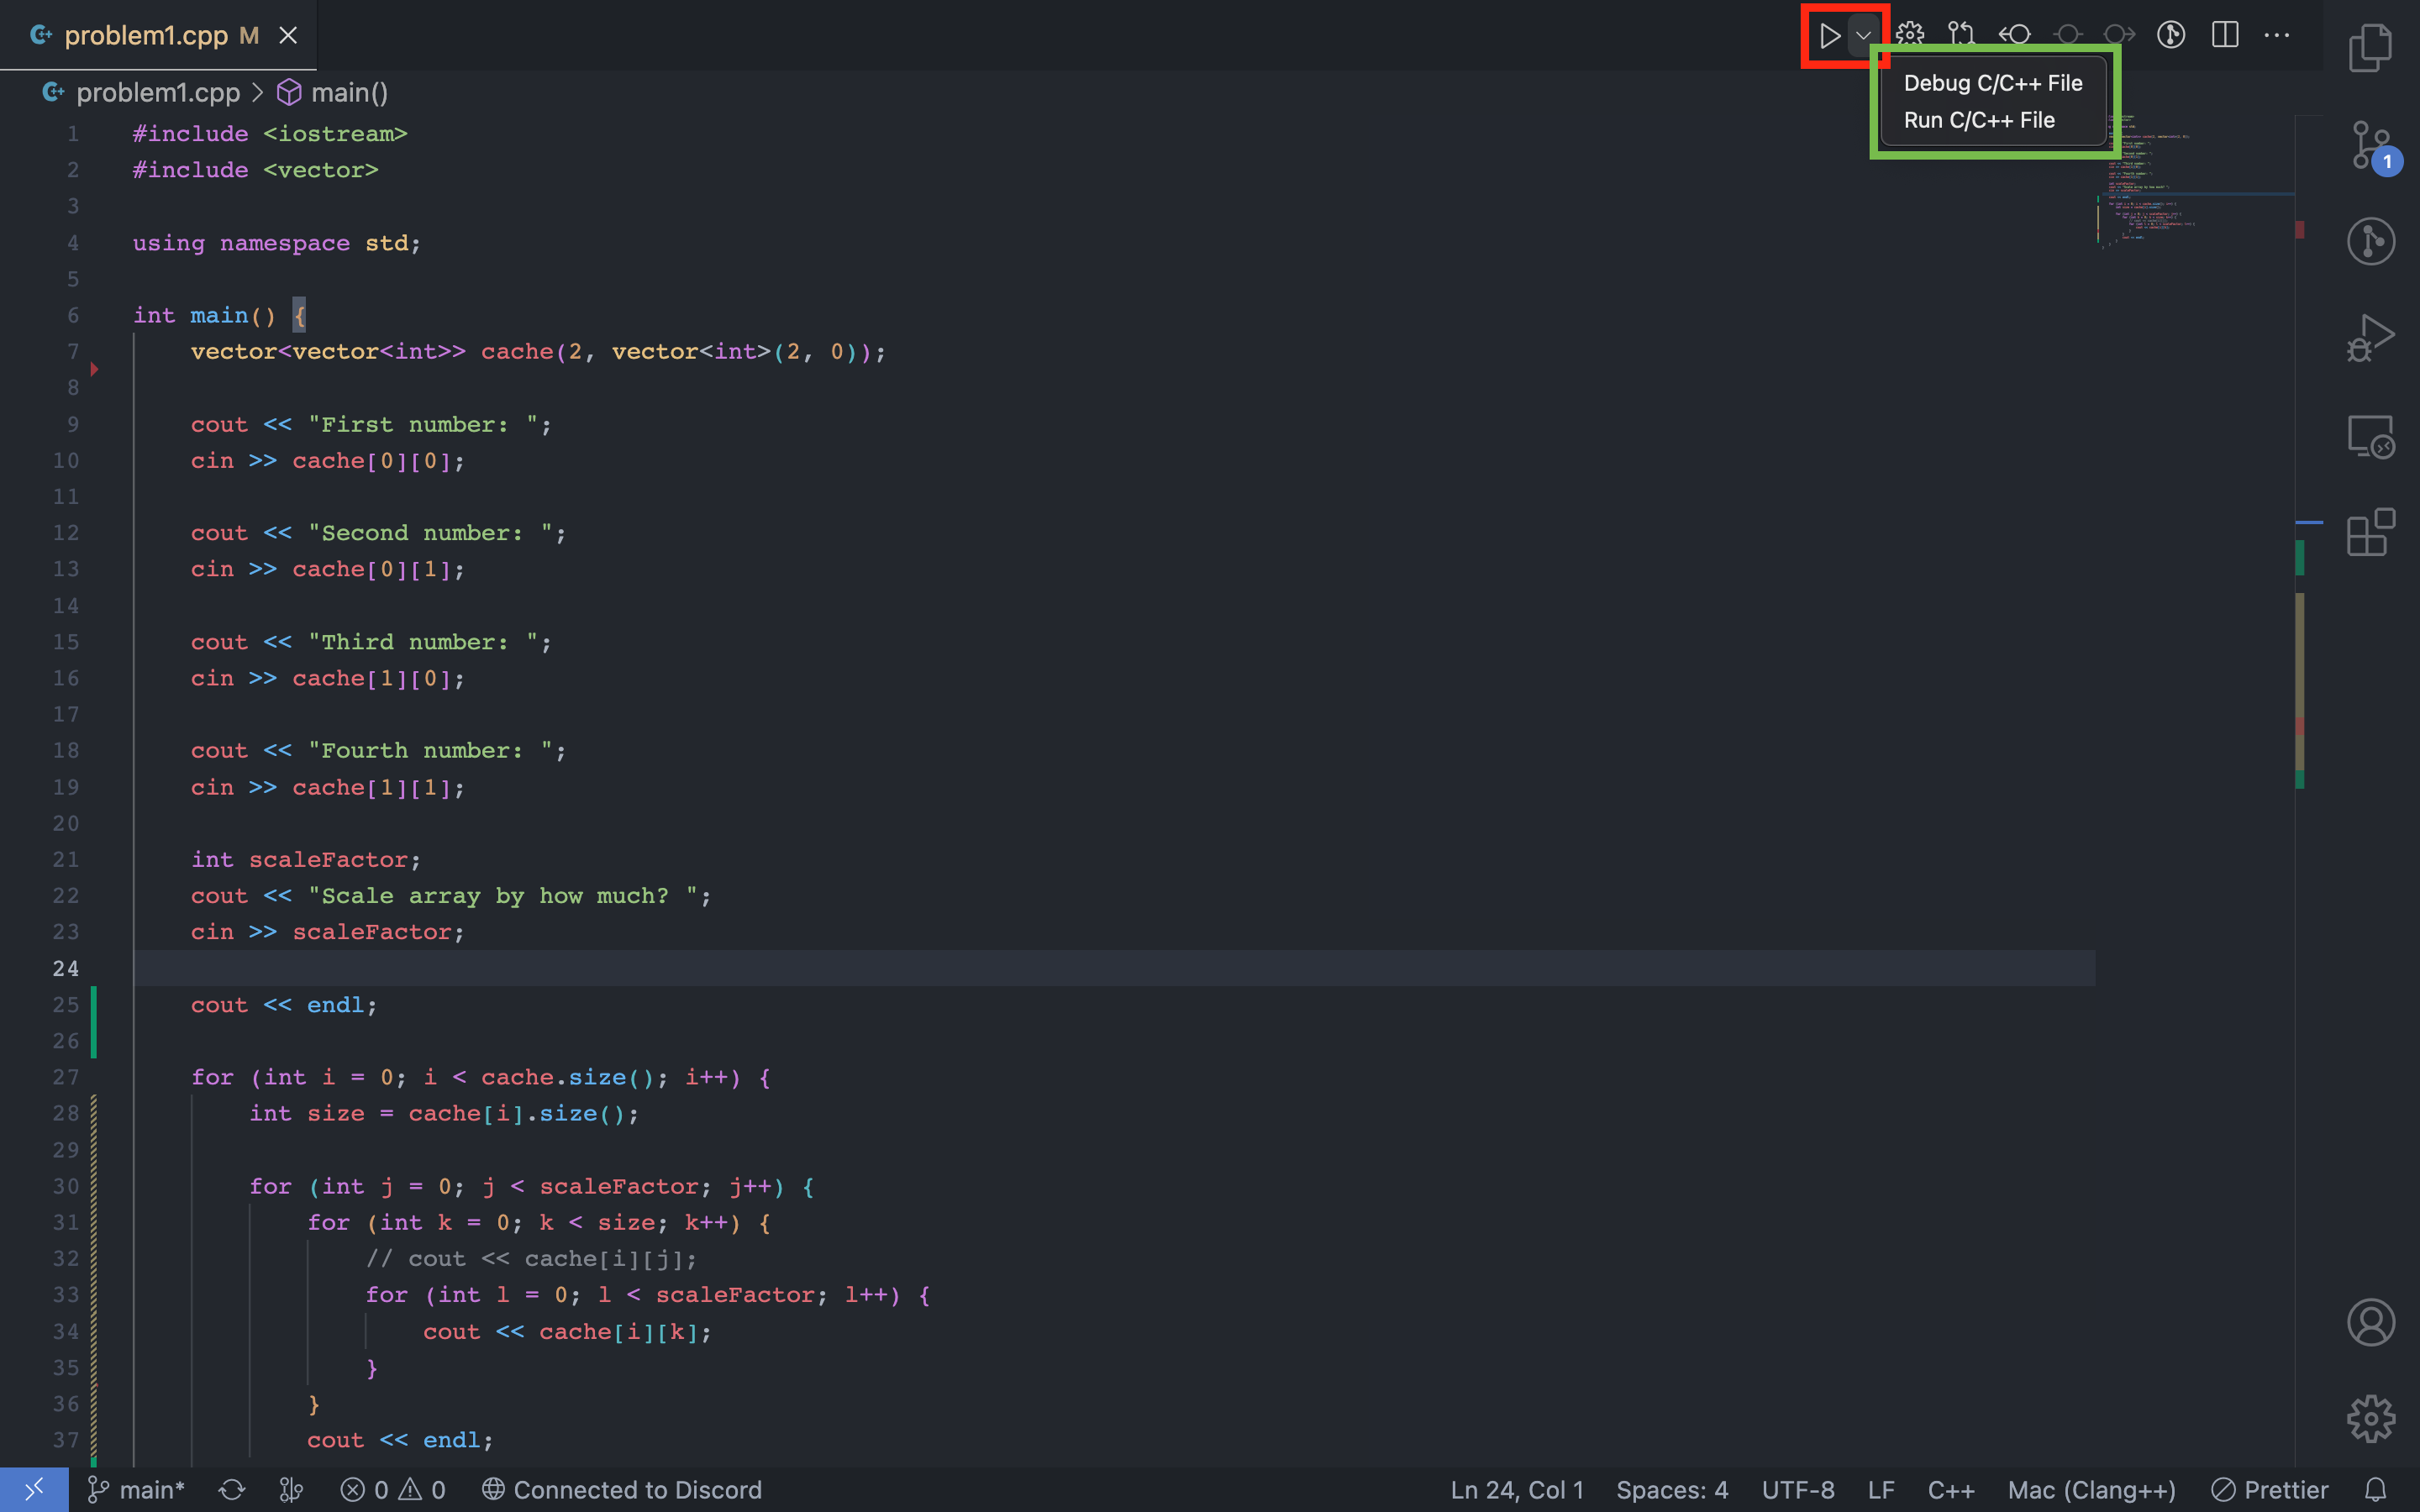 problem1.cpp M
Debug C/C++ File
Run C/C++ File
problem1.cpp > main()
1 #include <iostream>
2 #include <vector>
3
4 using namespace std;
5
6 int main() {
7     vector<vector<int>> cache(2, vector<int>(2, 0));
8
9     cout << "First number: ";
10     cin >> cache[0][0];
11
12     cout << "Second number: ";
13     cin >> cache[0][1];
14
15     cout << "Third number: ";
16     cin >> cache[1][0];
17
18     cout << "Fourth number: ";
19     cin >> cache[1][1];
20
21     int scaleFactor;
22     cout << "Scale array by how much? ";
23     cin >> scaleFactor;
24
25     cout << endl;
26
27     for (int i = 0; i < cache.size(); i++) {
28         int size = cache[i].size();
29
30         for (int j = 0; j < scaleFactor; j++) {
31             for (int k = 0; k < size; k++) {
32                 // cout << cache[i][j];
33                 for (int l = 0; l < scaleFactor; l++) {
34                     cout << cache[i][k];
35                 }
36             }
37             cout << endl;
1
main* 0 0 Connected to Discord Ln 24, Col 1 Spaces: 4 UTF-8 LF C++ Mac (Clang++) Prettier